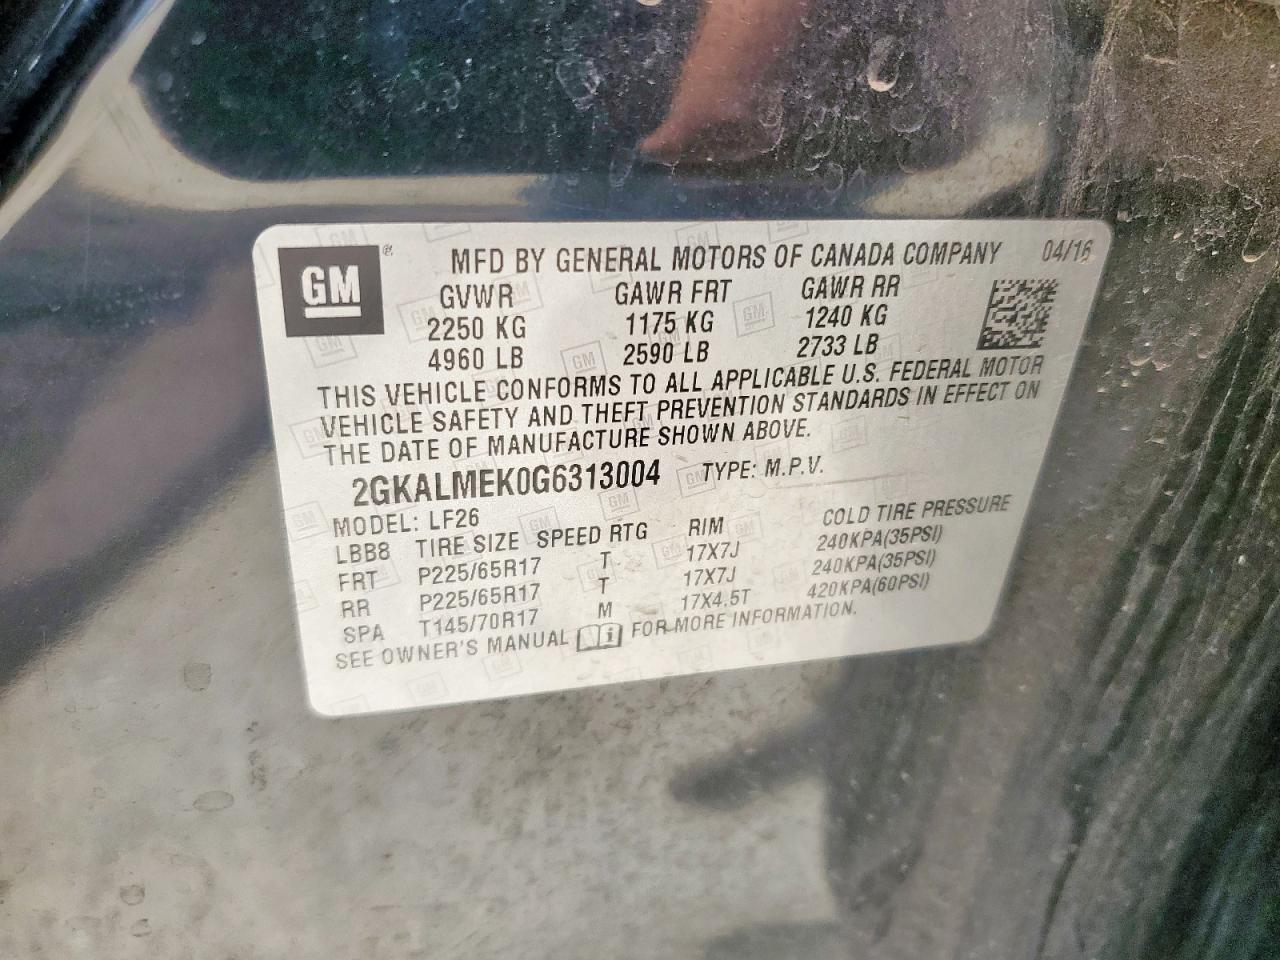 GM ® MFD BY GENERAL MOTORS OF CANADA COMPANY 04/16
GVWR GAWR FRT GAWR RR
2250 KG 1175 KG 1240 KG
4960 LB 2590 LB 2733 LB
THIS VEHICLE CONFORMS TO ALL APPLICABLE U.S. FEDERAL MOTOR
VEHICLE SAFETY AND THEFT PREVENTION STANDARDS IN EFFECT ON
THE DATE OF MANUFACTURE SHOWN ABOVE.
2GKALMEK0G6313004 TYPE: M.P.V.
MODEL: LF26
LBB8 TIRE SIZE SPEED RTG RIM COLD TIRE PRESSURE
FRT P225/65R17 T 17X7J 240KPA(35PSI)
RR P225/65R17 T 17X7J 240KPA(35PSI)
SPA T145/70R17 M 17X4.5T 420KPA(60PSI)
SEE OWNER'S MANUAL i FOR MORE INFORMATION.